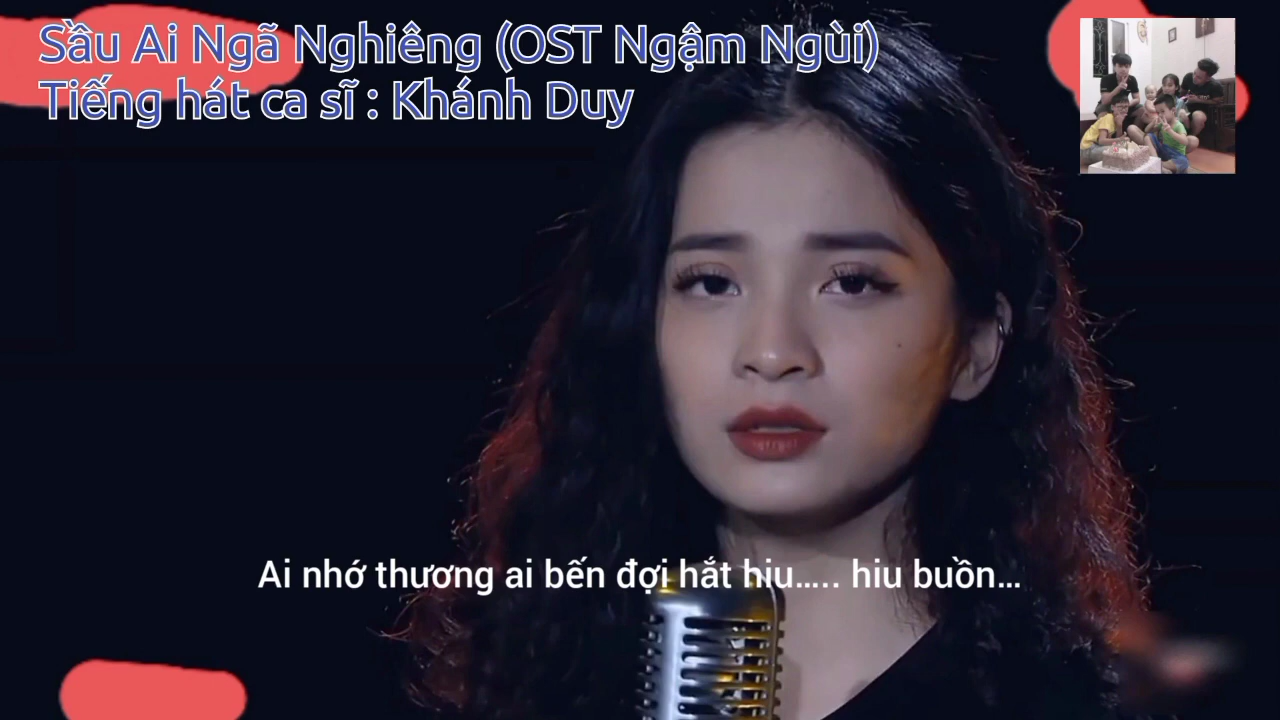 Sầu Ai Ngã Nghiêng (OST Ngậm Ngùi)
Tiếng hát ca sĩ : Khánh Duy
Ai nhớ thương ai bến đợi hắt hiu..... hiu buồn...